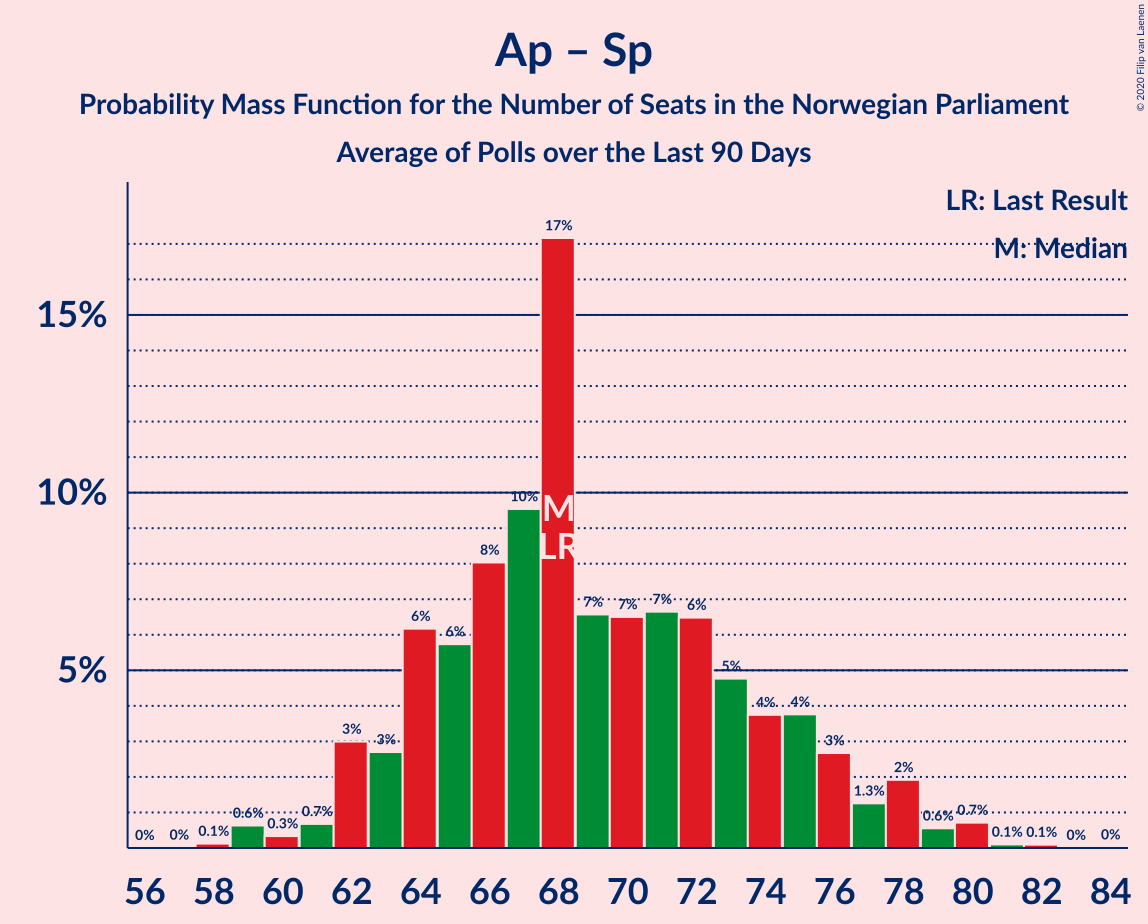 Ap – Sp
Probability Mass Function for the Number of Seats in the Norwegian Parliament
Average of Polls over the Last 90 Days
© 2020 Filip van Laenen
LR: Last Result
M: Median
15%
10%
5%
0% 0% 0.1% 0.6% 0.3% 0.7% 3% 3% 6% 6% 8% 10% 17% 7% 7% 7% 6% 5% 4% 4% 3% 1.3% 2% 0.6% 0.7% 0.1% 0.1% 0% 0%
M
LR
56 58 60 62 64 66 68 70 72 74 76 78 80 82 84